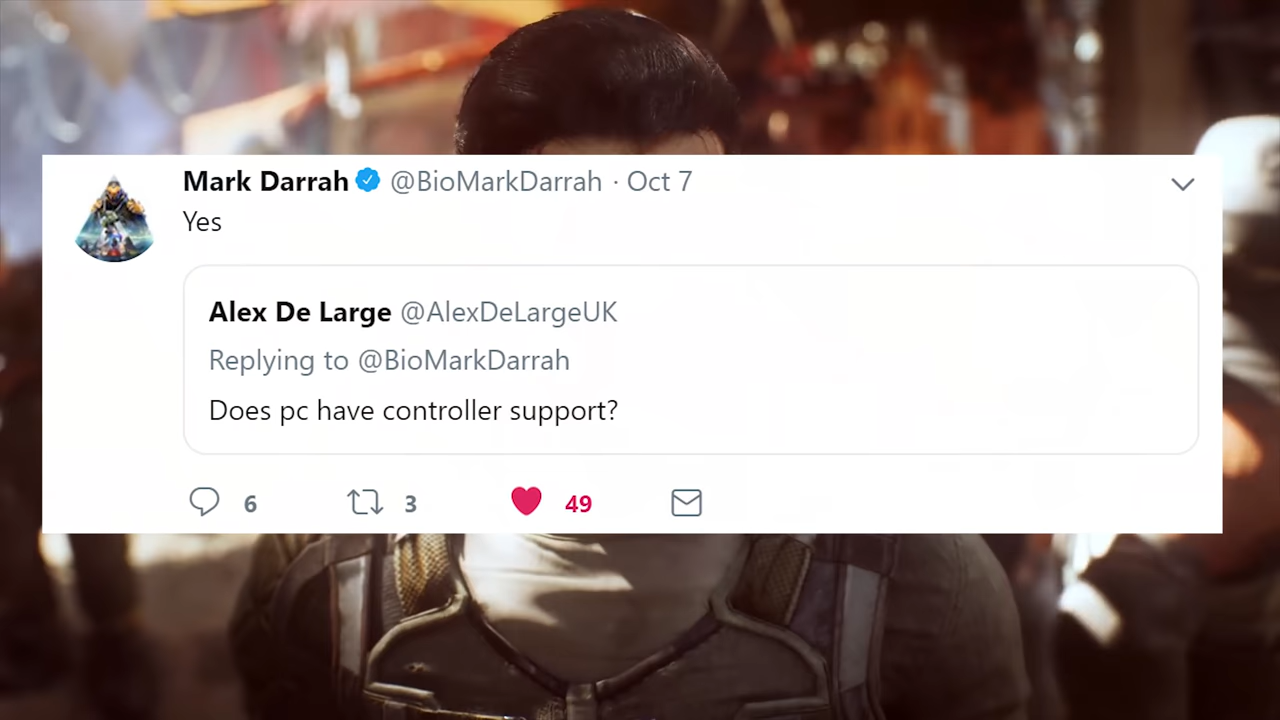 Mark Darrah @BioMarkDarrah · Oct 7
Yes
Alex De Large @AlexDeLargeUK
Replying to @BioMarkDarrah
Does pc have controller support?
6 3 49